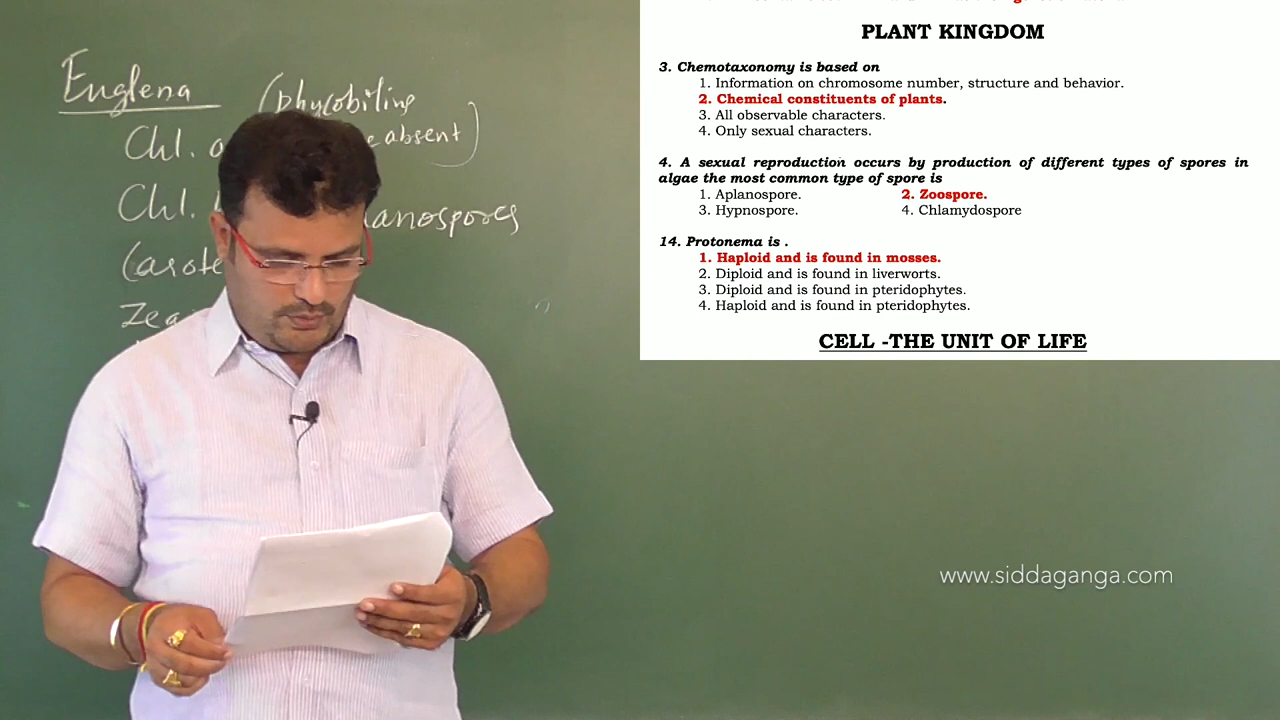 PLANT KINGDOM
3. Chemotaxonomy is based on
1. Information on chromosome number, structure and behavior.
2. Chemical constituents of plants.
3. All observable characters.
4. Only sexual characters.
4. A sexual reproduction occurs by production of different types of spores in
algae the most common type of spore is
1. Aplanospore. 2. Zoospore.
3. Hypnospore. 4. Chlamydospore
14. Protonema is .
1. Haploid and is found in mosses.
2. Diploid and is found in liverworts.
3. Diploid and is found in pteridophytes.
4. Haploid and is found in pteridophytes.
CELL -THE UNIT OF LIFE
Euglena (phycobilins
Chl. absent)
Chl.
www.siddaganga.com